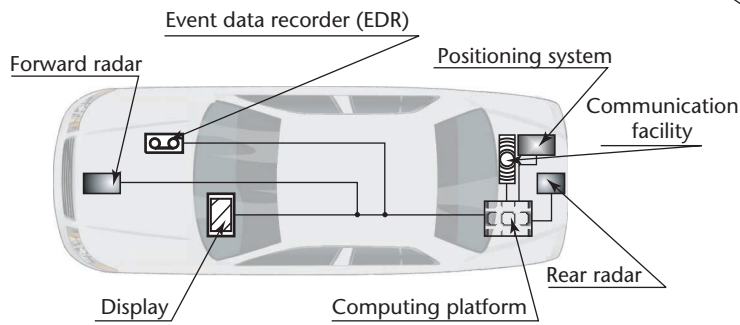 Event data recorder (EDR)
Positioning system
Forward radar
Communication
facility
Rear radar
Display
Computing platform